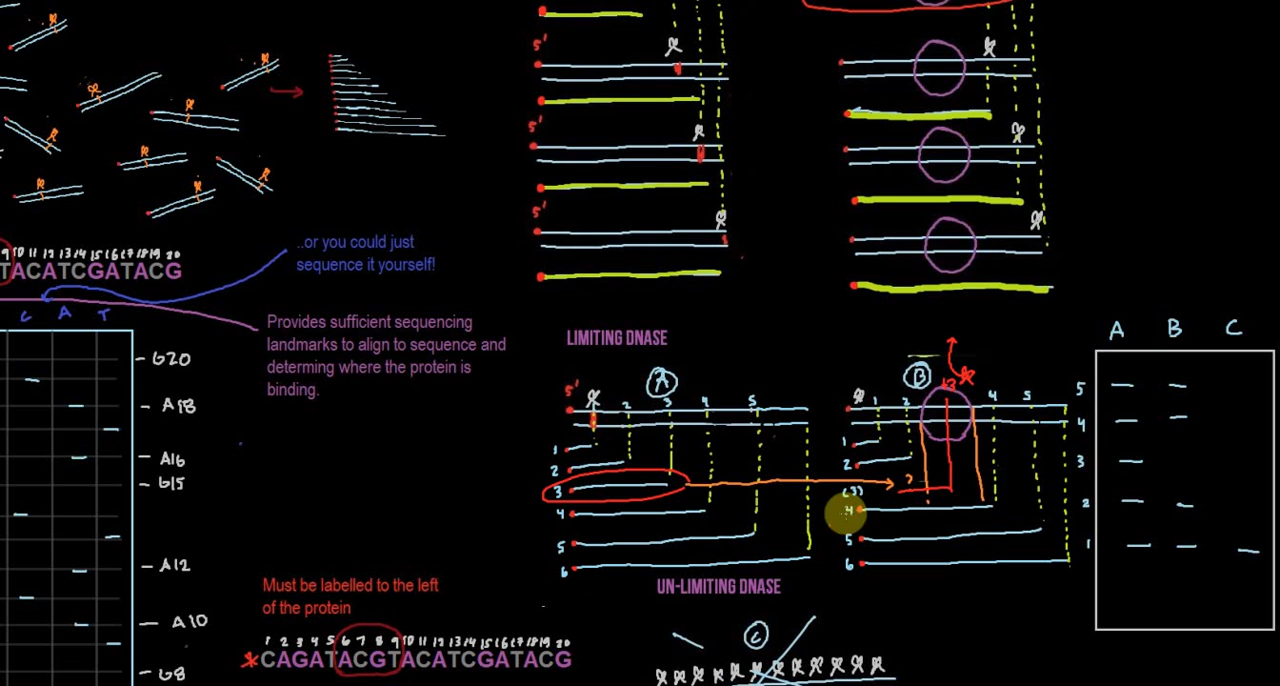 5'
5'
5'
9 10 11 12 13 14 15 16 17 18 19 20
TACATCGATACG
..or you could just
sequence it yourself!
C A T
Provides sufficient sequencing
landmarks to align to sequence and
determing where the protein is
binding.
G20
A18
A16
G15
A12
A10
G8
Must be labelled to the left
of the protein
1 2 3 4 5 6 7 8 9 10 11 12 13 14 15 16 17 18 19 20
CAGATACGTACATCGATACG
LIMITING DNASE
A
5'
2 3 4 5
1
2
3
4
5
6
B
1 2 3 4 5
1
2
?
(3)
4
5
6
UN-LIMITING DNASE
C
A B C
5
4
3
2
1